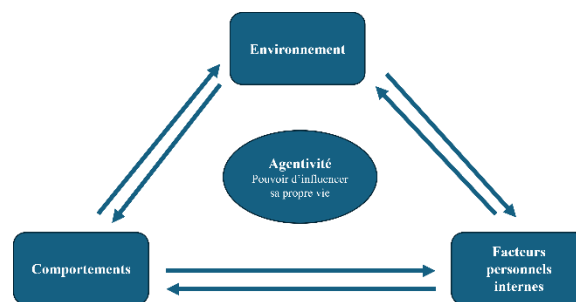 Environnement
Agentivité
Pouvoir d'influencer
sa propre vie
Comportements
Facteurs
personnels
internes